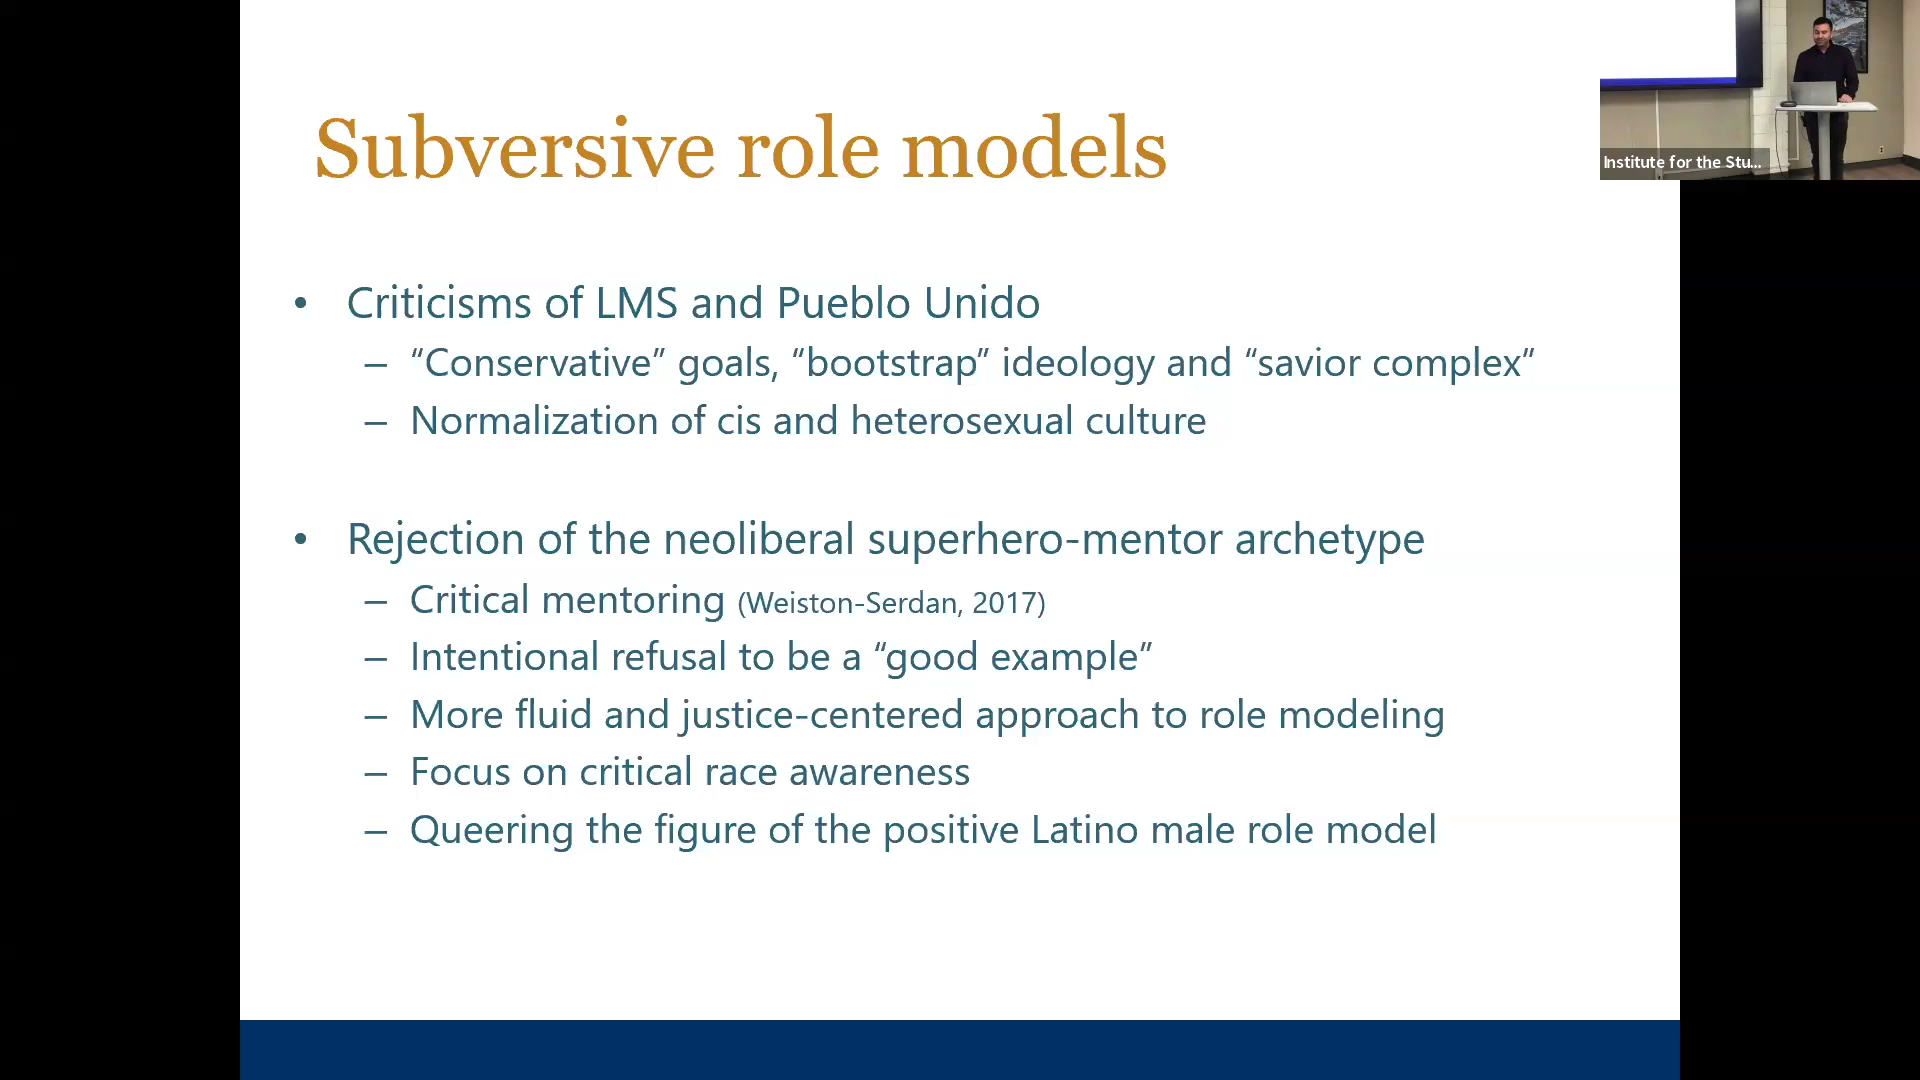 Subversive role models
Institute for the Stu...
• Criticisms of LMS and Pueblo Unido
– “Conservative” goals, “bootstrap” ideology and “savior complex”
– Normalization of cis and heterosexual culture
• Rejection of the neoliberal superhero-mentor archetype
– Critical mentoring (Weiston-Serdan, 2017)
– Intentional refusal to be a “good example”
– More fluid and justice-centered approach to role modeling
– Focus on critical race awareness
– Queering the figure of the positive Latino male role model